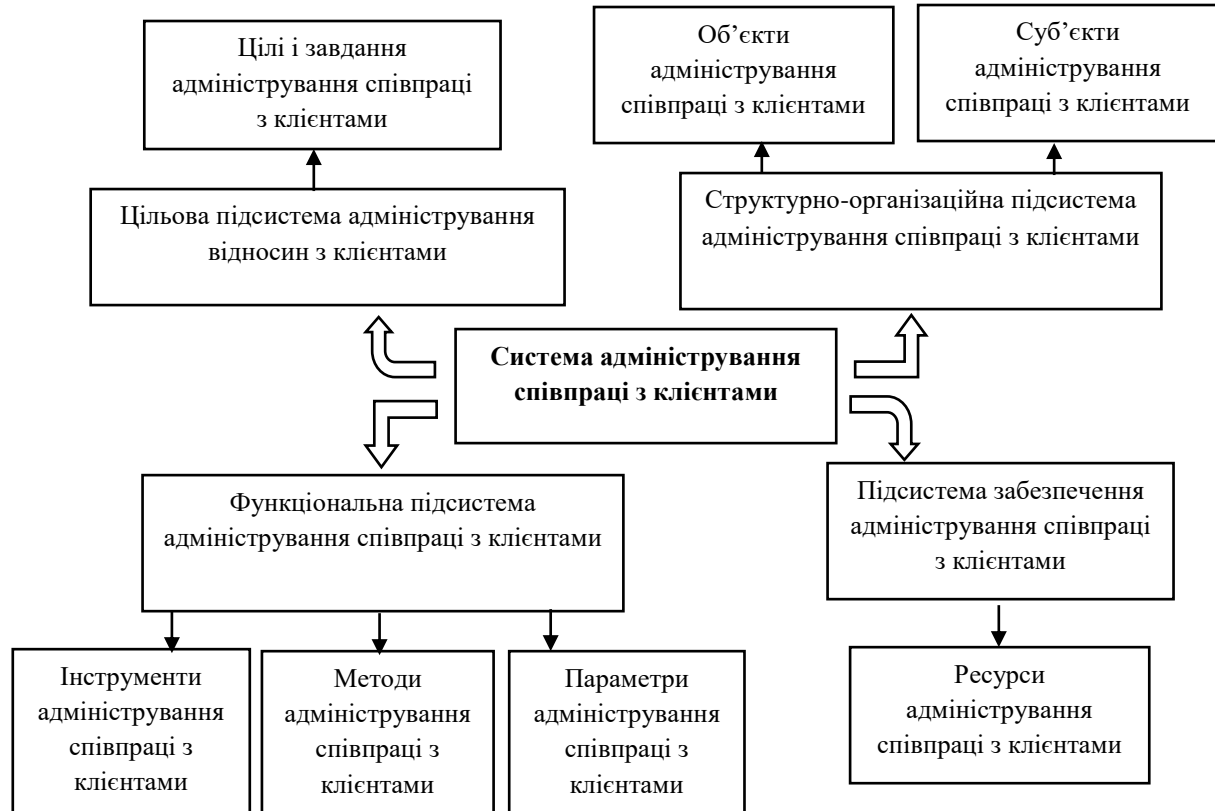 Цілі і завдання
адміністрування співпраці
з клієнтами
Об’єкти
адміністрування
співпраці з клієнтами
Суб’єкти
адміністрування
співпраці з клієнтами
Цільова підсистема адміністрування
відносин з клієнтами
Структурно-організаційна підсистема
адміністрування співпраці з клієнтами
Система адміністрування
співпраці з клієнтами
Функціональна підсистема
адміністрування співпраці з клієнтами
Підсистема забезпечення
адміністрування співпраці
з клієнтами
Інструменти
адміністрування
співпраці з
клієнтами
Методи
адміністрування
співпраці з
клієнтами
Параметри
адміністрування
співпраці з
клієнтами
Ресурси
адміністрування
співпраці з клієнтами